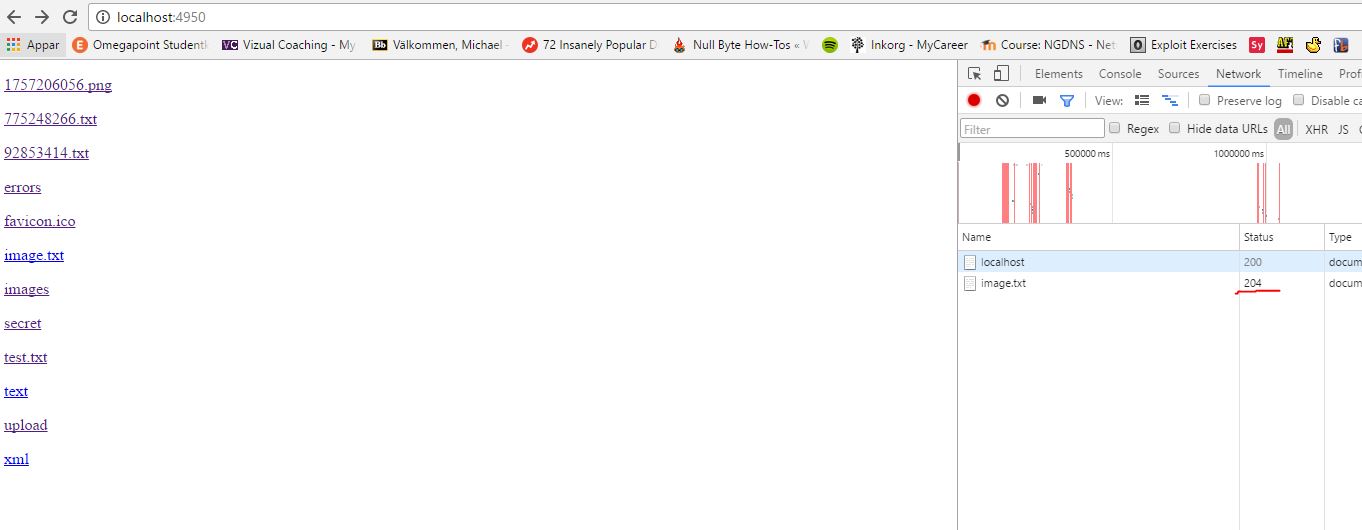 localhost:4950
Appar Omegapoint Studentk Vizual Coaching - My Bb Välkommen, Michael - 72 Insanely Popular D Null Byte How-Tos « W Inkorg - MyCareer Course: NGDNS - Net Exploit Exercises Sy
1757206056.png
775248266.txt
92853414.txt
errors
favicon.ico
image.txt
images
secret
test.txt
text
upload
xml
Elements Console Sources Network Timeline Profi
View: Preserve log Disable ca
Filter Regex Hide data URLs All XHR JS
500000 ms 1000000 ms
Name Status Type
localhost 200 docum
image.txt 204 docum